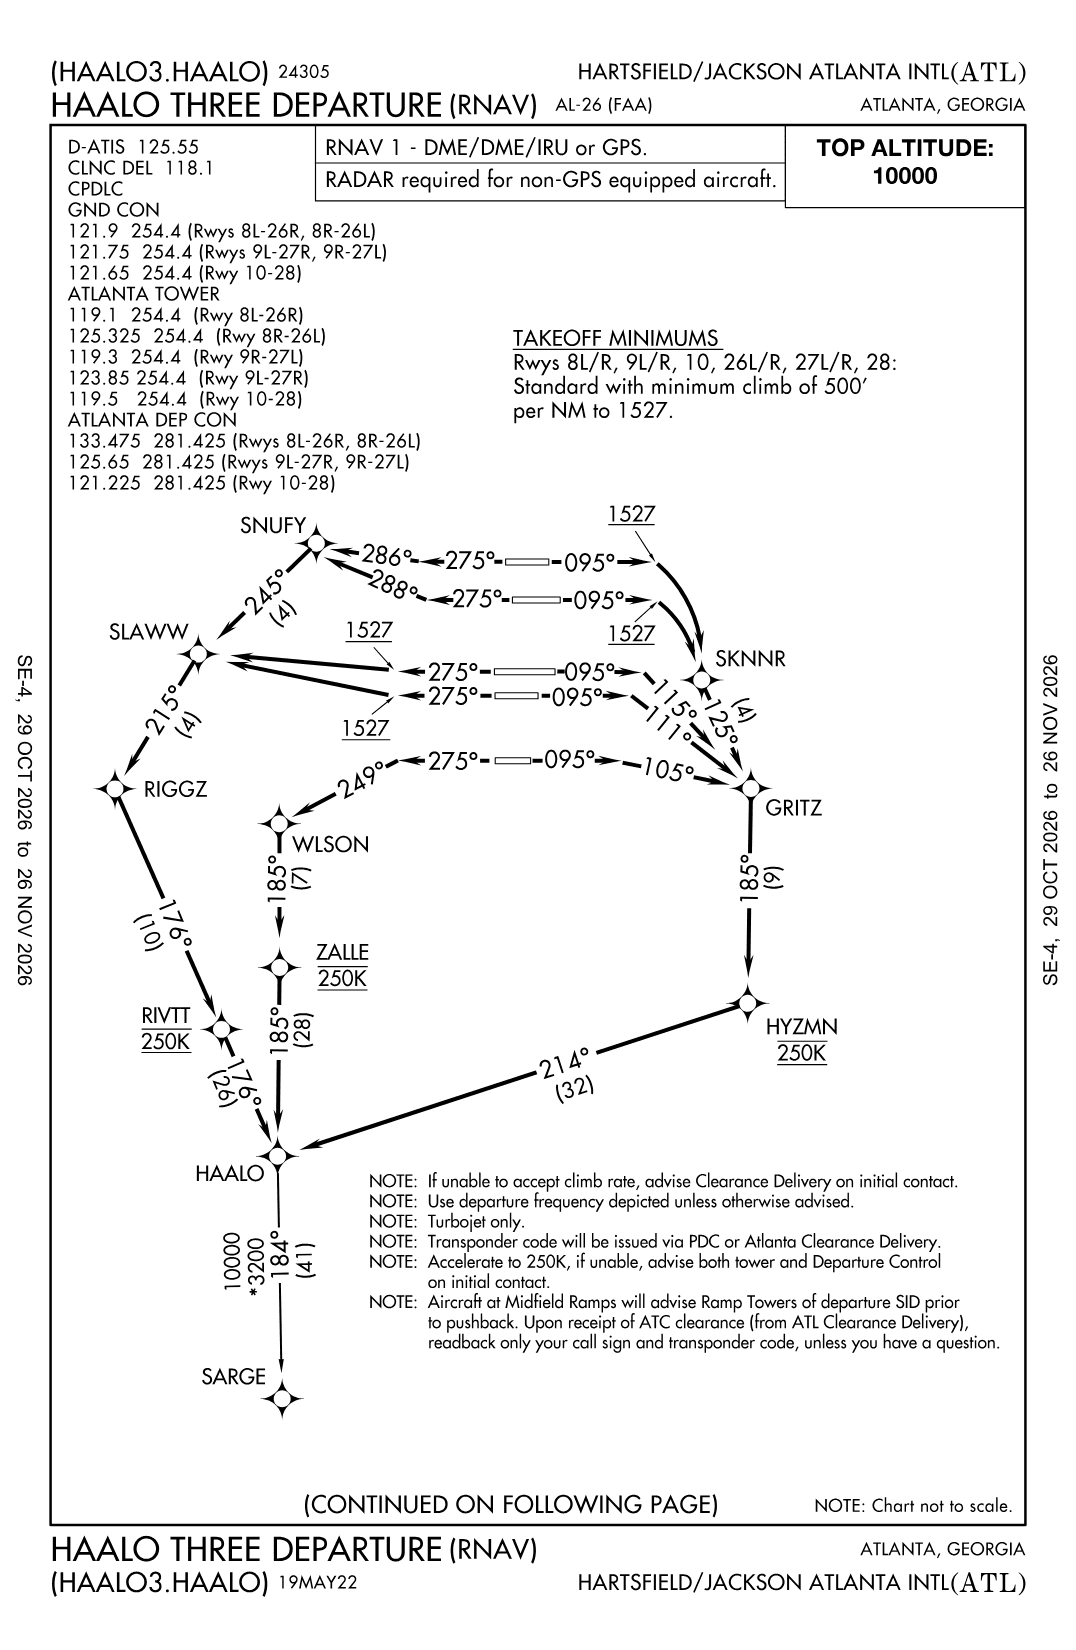 (HAALO3.HAALO) 24305
HARTSFIELD/JACKSON ATLANTA INTL(ATL)
HAALO THREE DEPARTURE (RNAV) AL-26 (FAA)
ATLANTA, GEORGIA
D-ATIS 125.55
CLNC DEL 118.1
CPDLC
GND CON
121.9 254.4 (Rwys 8L-26R, 8R-26L)
121.75 254.4 (Rwys 9L-27R, 9R-27L)
121.65 254.4 (Rwy 10-28)
ATLANTA TOWER
119.1 254.4 (Rwy 8L-26R)
125.325 254.4 (Rwy 8R-26L)
119.3 254.4 (Rwy 9R-27L)
123.85 254.4 (Rwy 9L-27R)
119.5 254.4 (Rwy 10-28)
ATLANTA DEP CON
133.475 281.425 (Rwys 8L-26R, 8R-26L)
125.65 281.425 (Rwys 9L-27R, 9R-27L)
121.225 281.425 (Rwy 10-28)
RNAV 1 - DME/DME/IRU or GPS.
RADAR required for non-GPS equipped aircraft.
TOP ALTITUDE:
10000
TAKEOFF MINIMUMS
Rwys 8L/R, 9L/R, 10, 26L/R, 27L/R, 28:
Standard with minimum climb of 500'
per NM to 1527.
SNUFY
1527
286° 275° 095°
288° 275° 095°
245°
(4)
1527
1527
SLAWW
275° 095°
SKNNR
275° 095°
1527
115°
111°
125°
(4)
215°
(4)
249° 275° 095° 105°
RIGGZ
GRITZ
WLSON
185°
(7)
185°
(9)
176°
(10)
ZALLE
250K
RIVTT
250K
185°
(28)
HYZMN
250K
176°
(26)
214°
(32)
HAALO
10000
*3200
184°
(41)
SARGE
NOTE: If unable to accept climb rate, advise Clearance Delivery on initial contact.
NOTE: Use departure frequency depicted unless otherwise advised.
NOTE: Turbojet only.
NOTE: Transponder code will be issued via PDC or Atlanta Clearance Delivery.
NOTE: Accelerate to 250K, if unable, advise both tower and Departure Control
on initial contact.
NOTE: Aircraft at Midfield Ramps will advise Ramp Towers of departure SID prior
to pushback. Upon receipt of ATC clearance (from ATL Clearance Delivery),
readback only your call sign and transponder code, unless you have a question.
(CONTINUED ON FOLLOWING PAGE)
NOTE: Chart not to scale.
SE-4, 29 OCT 2026 to 26 NOV 2026
SE-4, 29 OCT 2026 to 26 NOV 2026
HAALO THREE DEPARTURE (RNAV)
ATLANTA, GEORGIA
(HAALO3.HAALO) 19MAY22
HARTSFIELD/JACKSON ATLANTA INTL(ATL)